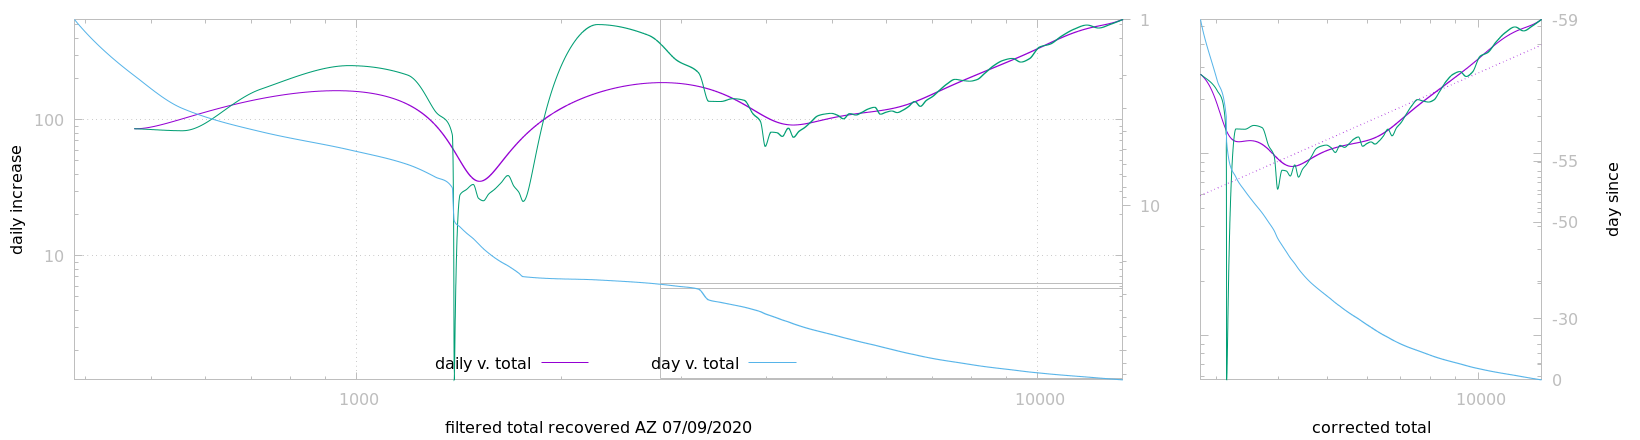 daily increase
100
10
1000
10000
1
10
daily v. total
day v. total
filtered total recovered AZ 07/09/2020
-59
-55
-50
-30
0
day since
10000
corrected total